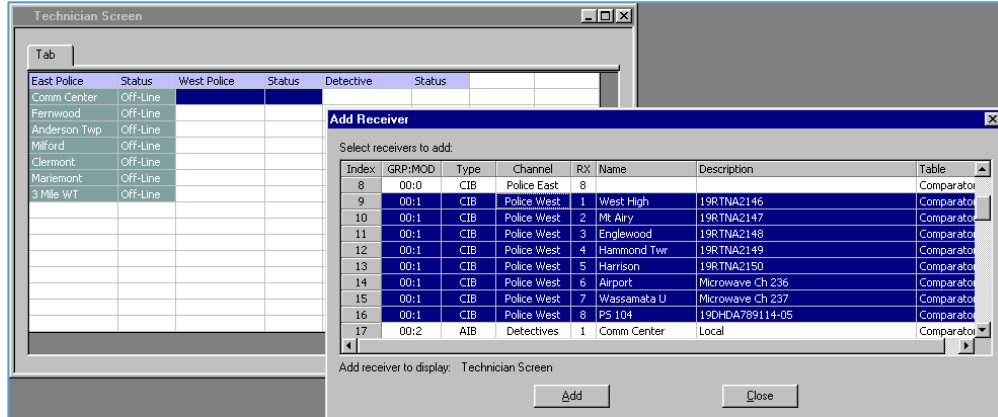 Technician Screen
Tab
East Police Status West Police Status Detective Status
Comm Center Off-Line
Fernwood Off-Line
Anderson Twp Off-Line
Milford Off-Line
Clermont Off-Line
Mariemont Off-Line
3 Mile WT Off-Line
Add Receiver
Select receivers to add:
Index GRP:MOD Type Channel RX Name Description Table
8 00:0 CIB Police East 8 Comparator
9 00:1 CIB Police West 1 West High 19RTNA2146 Comparator
10 00:1 CIB Police West 2 Mt Airy 19RTNA2147 Comparator
11 00:1 CIB Police West 3 Englewood 19RTNA2148 Comparator
12 00:1 CIB Police West 4 Hammond Twr 19RTNA2149 Comparator
13 00:1 CIB Police West 5 Harrison 19RTNA2150 Comparator
14 00:1 CIB Police West 6 Airport Microwave Ch 236 Comparator
15 00:1 CIB Police West 7 Wassamata U Microwave Ch 237 Comparator
16 00:1 CIB Police West 8 PS 104 19DHDA789114-05 Comparator
17 00:2 AIB Detectives 1 Comm Center Local Comparator
Add receiver to display: Technician Screen
Add Close